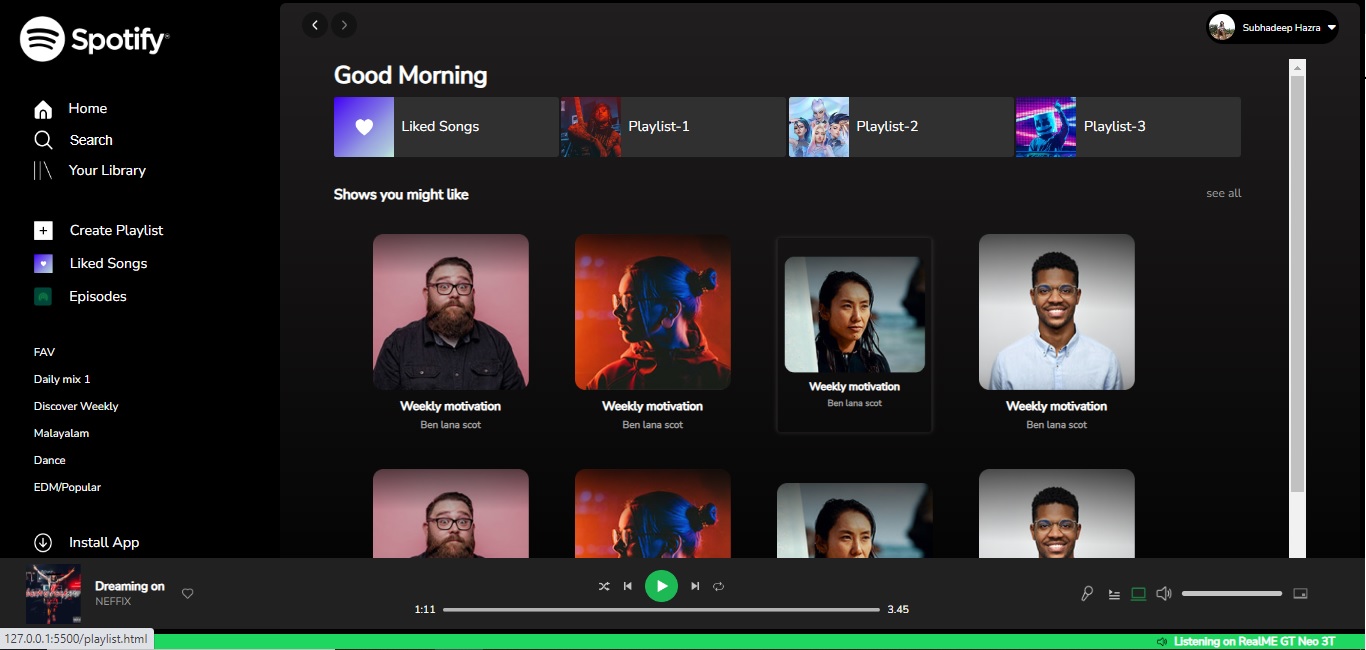 Spotify
Subhadeep Hazra
Good Morning
Home
Search
Your Library
Liked Songs
Playlist-1
Playlist-2
Playlist-3
Shows you might like
see all
Create Playlist
Liked Songs
Episodes
FAV
Daily mix 1
Discover Weekly
Malayalam
Dance
EDM/Popular
Install App
Weekly motivation
Ben lana scot
Weekly motivation
Ben lana scot
Weekly motivation
Ben lana scot
Weekly motivation
Ben lana scot
Dreaming on
NEFFIX
1:11
3.45
127.0.0.1:5500/playlist.html
Listening on RealME GT Neo 3T